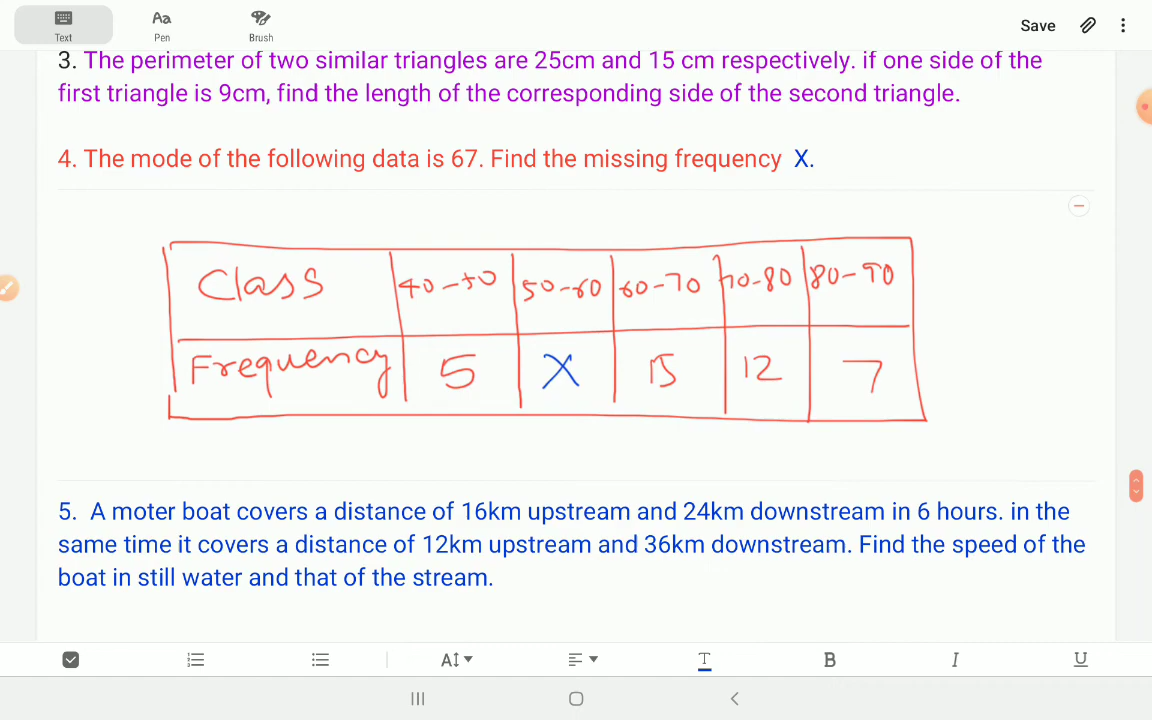 Text
Pen
Brush
Save
3. The perimeter of two similar triangles are 25cm and 15 cm respectively. if one side of the
first triangle is 9cm, find the length of the corresponding side of the second triangle.
4. The mode of the following data is 67. Find the missing frequency X.
Class 40-50 50-60 60-70 70-80 80-90
Frequency 5 X 15 12 7
5. A moter boat covers a distance of 16km upstream and 24km downstream in 6 hours. in the
same time it covers a distance of 12km upstream and 36km downstream. Find the speed of the
boat in still water and that of the stream.